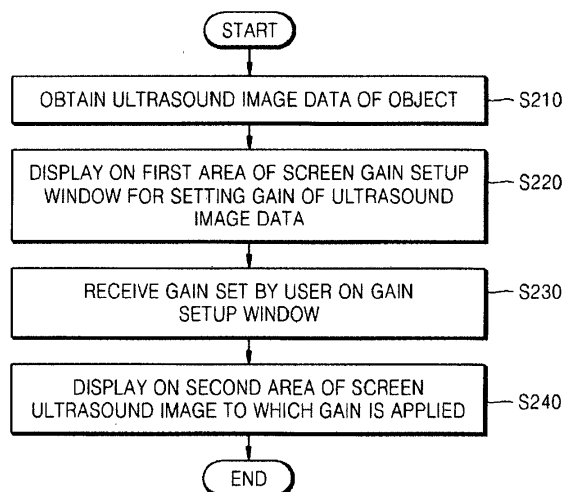 START
OBTAIN ULTRASOUND IMAGE DATA OF OBJECT
S210
DISPLAY ON FIRST AREA OF SCREEN GAIN SETUP
WINDOW FOR SETTING GAIN OF ULTRASOUND
IMAGE DATA
S220
RECEIVE GAIN SET BY USER ON GAIN
SETUP WINDOW
S230
DISPLAY ON SECOND AREA OF SCREEN
ULTRASOUND IMAGE TO WHICH GAIN IS APPLIED
S240
END